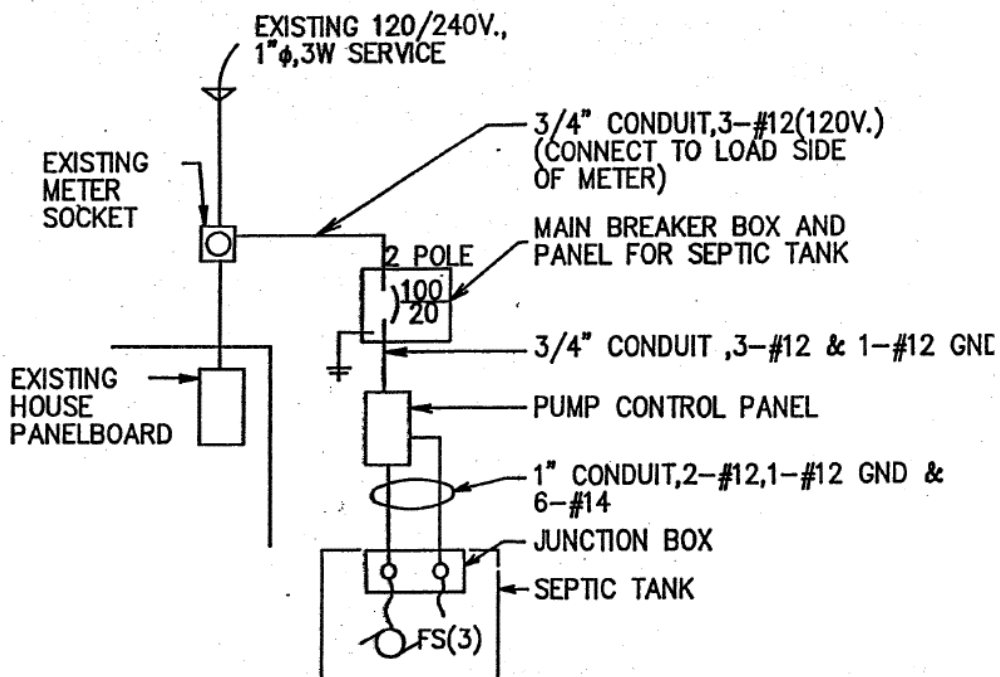 EXISTING 120/240V.,
1"ϕ,3W SERVICE
3/4" CONDUIT,3-#12(120V.)
(CONNECT TO LOAD SIDE
OF METER)
EXISTING
METER
SOCKET
MAIN BREAKER BOX AND
PANEL FOR SEPTIC TANK
2 POLE
100
20
3/4" CONDUIT ,3-#12 & 1-#12 GND
EXISTING
HOUSE
PANELBOARD
PUMP CONTROL PANEL
1" CONDUIT,2-#12,1-#12 GND &
6-#14
JUNCTION BOX
SEPTIC TANK
FS(3)